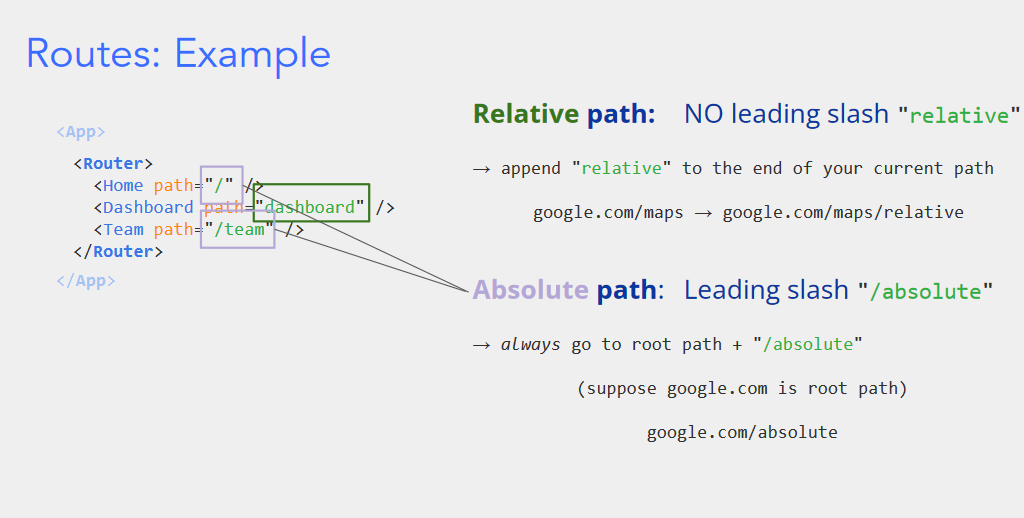 Routes: Example
<App>
<Router>
<Home path="/" />
<Dashboard path="dashboard" />
<Team path="/team" />
</Router>
</App>
Relative path: NO leading slash "relative"
→ append "relative" to the end of your current path
google.com/maps → google.com/maps/relative
Absolute path: Leading slash "/absolute"
→ always go to root path + "/absolute"
(suppose google.com is root path)
google.com/absolute